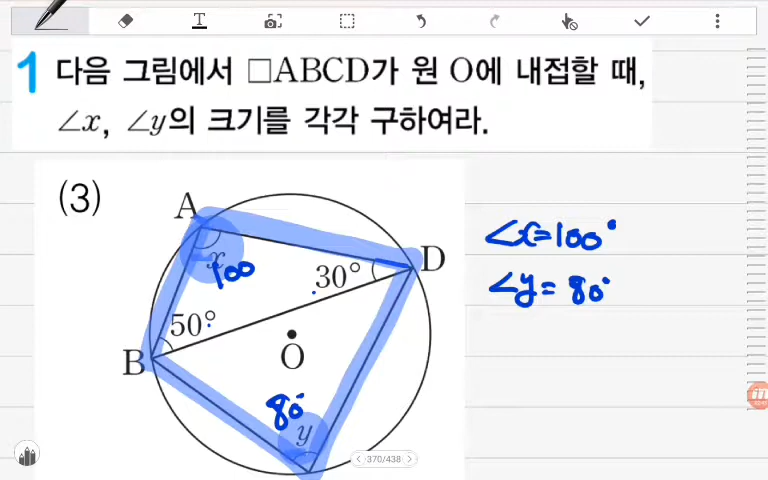 T
1 다음 그림에서 □ABCD가 원 O에 내접할 때,
∠x, ∠y의 크기를 각각 구하여라.
(3)
A
x
100
30°
D
∠x=100°
∠y=80°
50°
B
O
80°
y
370/438